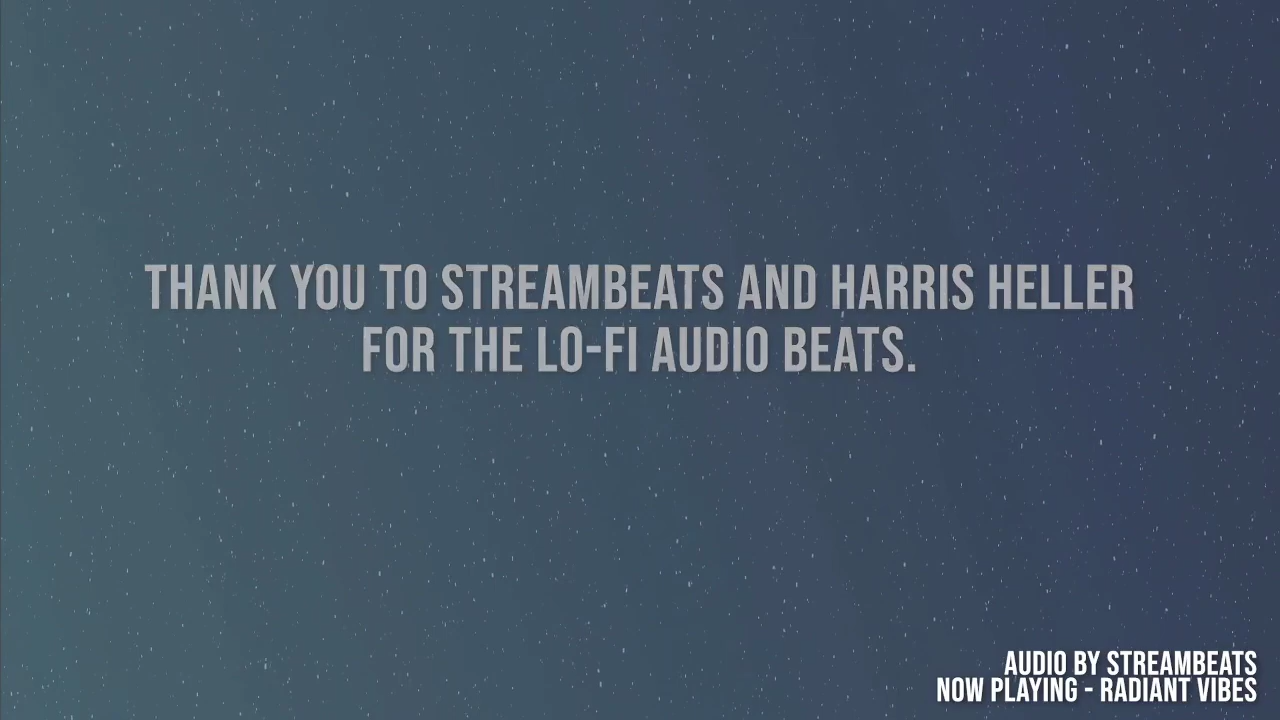 THANK YOU TO STREAMBEATS AND HARRIS HELLER
FOR THE LO-FI AUDIO BEATS.
AUDIO BY STREAMBEATS
NOW PLAYING - RADIANT VIBES